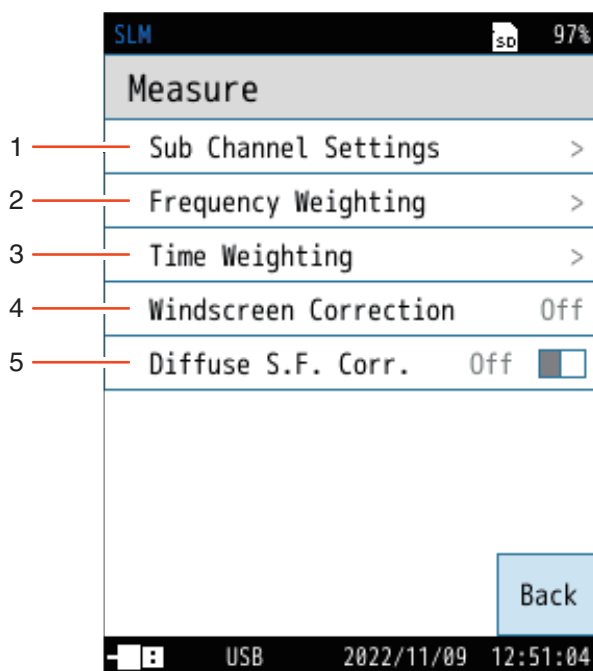 SLM SD 97%
Measure
1 Sub Channel Settings >
2 Frequency Weighting >
3 Time Weighting >
4 Windscreen Correction Off
5 Diffuse S.F. Corr. Off
Back
USB 2022/11/09 12:51:04